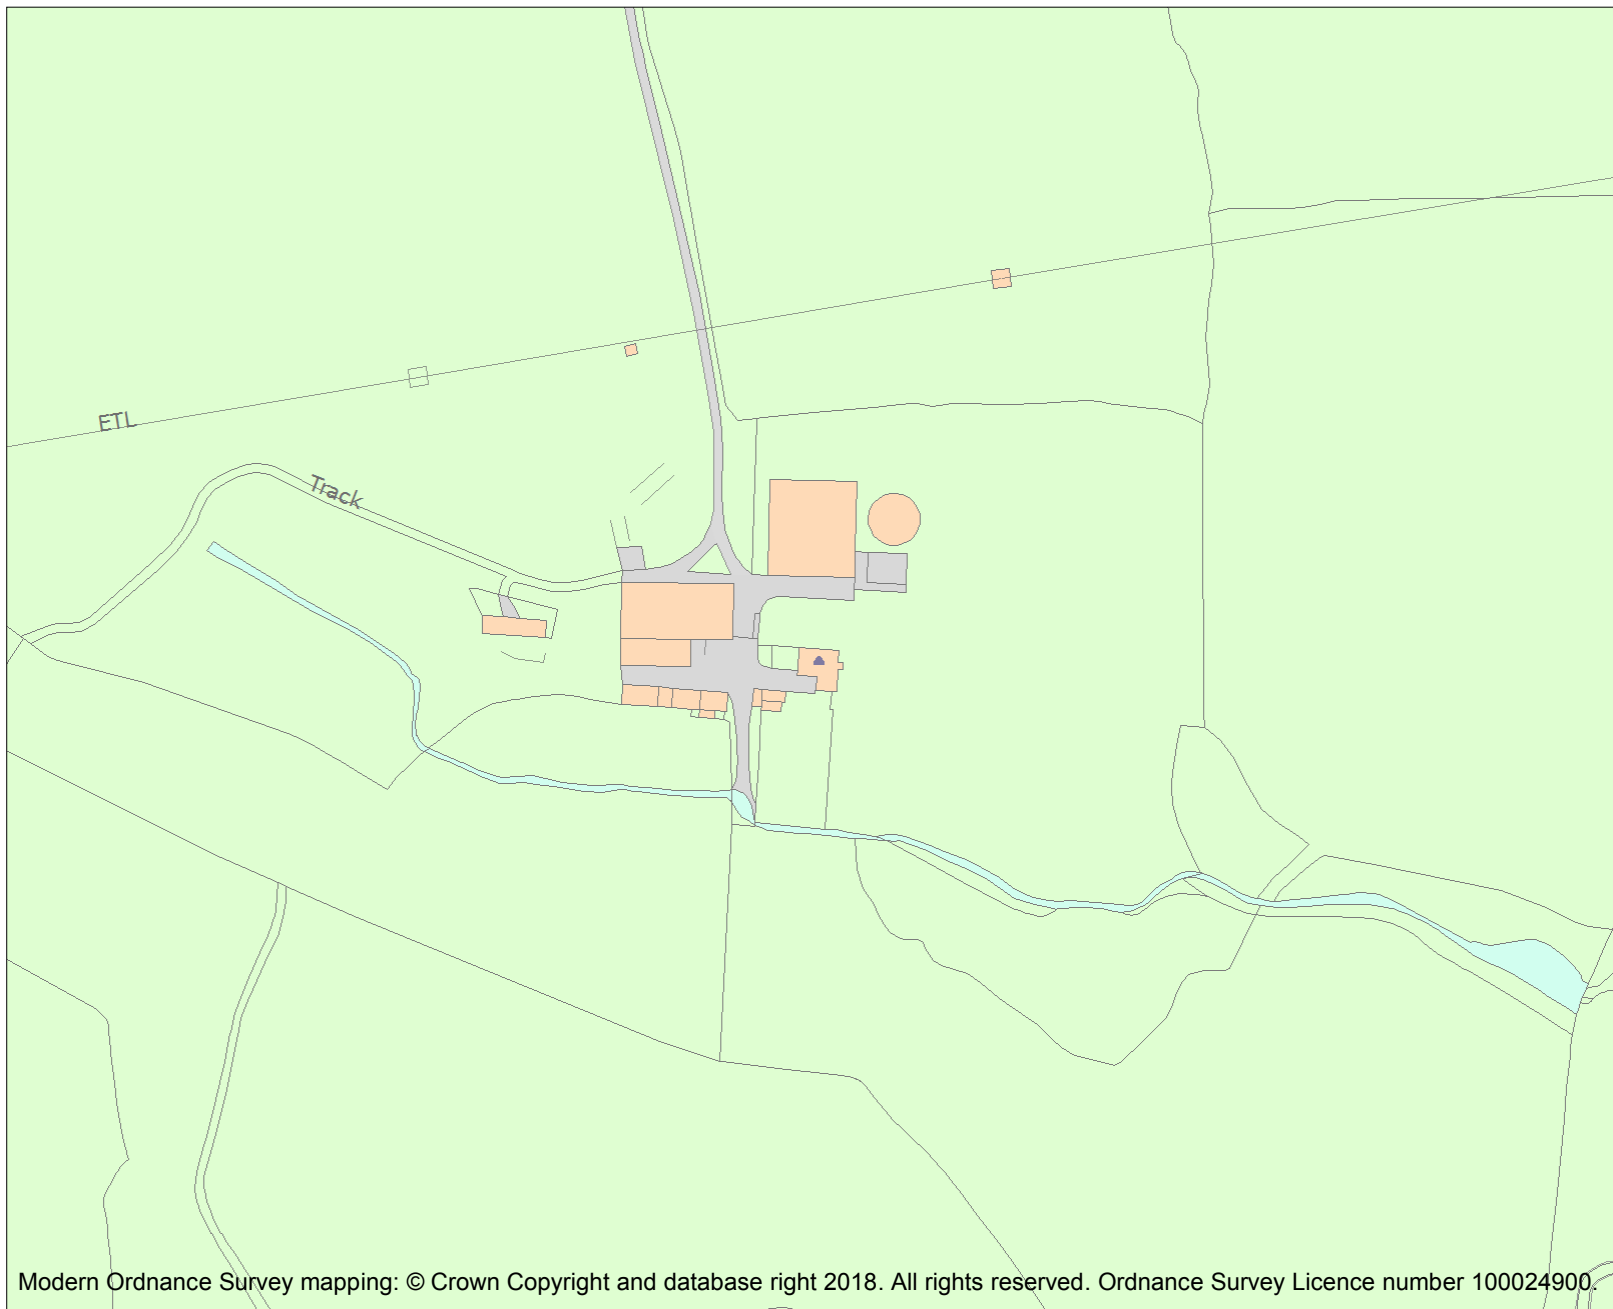 ETL
Track
Modern Ordnance Survey mapping: © Crown Copyright and database right 2018. All rights reserved. Ordnance Survey Licence number 100024900.